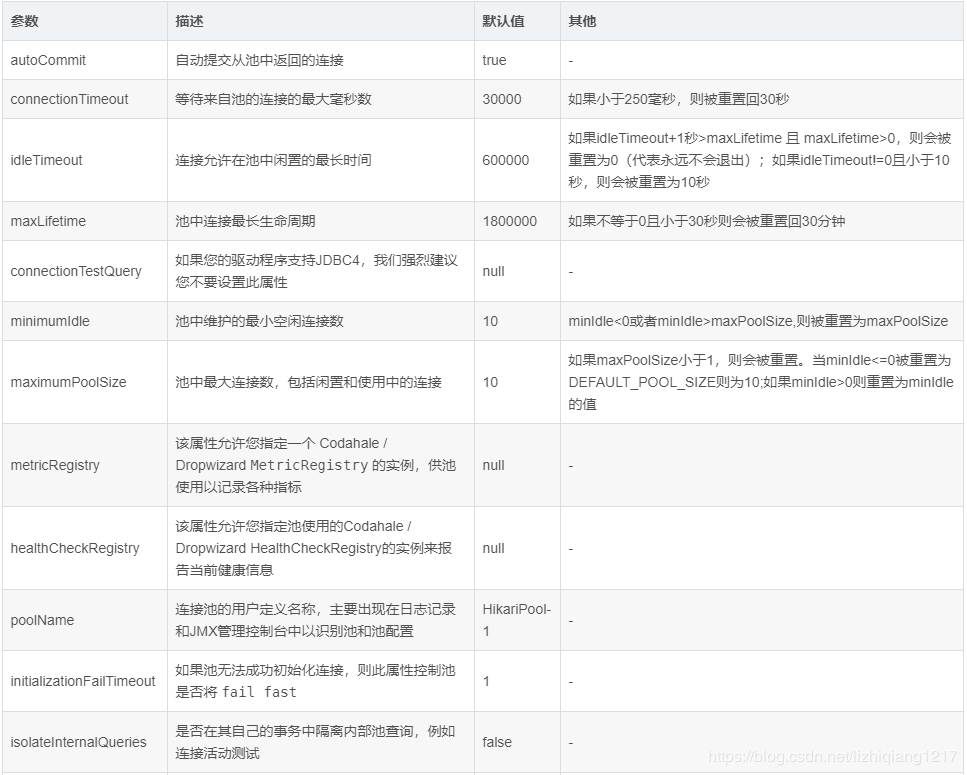 参数 描述 默认值 其他
autoCommit 自动提交从池中返回的连接 true -
connectionTimeout 等待来自池的连接的最大毫秒数 30000 如果小于250毫秒，则被重置回30秒
idleTimeout 连接允许在池中闲置的最长时间 600000 如果idleTimeout+1秒>maxLifetime 且 maxLifetime>0，则会被
重置为0（代表永远不会退出）；如果idleTimeout!=0且小于10
秒，则会被重置为10秒
maxLifetime 池中连接最长生命周期 1800000 如果不等于0且小于30秒则会被重置回30分钟
connectionTestQuery 如果您的驱动程序支持JDBC4，我们强烈建议
您不要设置此属性 null -
minimumIdle 池中维护的最小空闲连接数 10 minIdle<0或者minIdle>maxPoolSize,则被重置为maxPoolSize
maximumPoolSize 池中最大连接数，包括闲置和使用中的连接 10 如果maxPoolSize小于1，则会被重置。当minIdle<=0被重置为
DEFAULT_POOL_SIZE则为10;如果minIdle>0则重置为minIdle
的值
metricRegistry 该属性允许您指定一个 Codahale /
Dropwizard MetricRegistry 的实例，供池
使用以记录各种指标 null -
healthCheckRegistry 该属性允许您指定池使用的Codahale /
Dropwizard HealthCheckRegistry的实例来报
告当前健康信息 null -
poolName 连接池的用户定义名称，主要出现在日志记录
和JMX管理控制台中以识别池和池配置 HikariPool-
1 -
initializationFailTimeout 如果池无法成功初始化连接，则此属性控制池
是否将 fail fast 1 -
isolateInternalQueries 是否在其自己的事务中隔离内部池查询，例如
连接活动测试 false -
https://blog.csdn.net/lizhiqiang1217